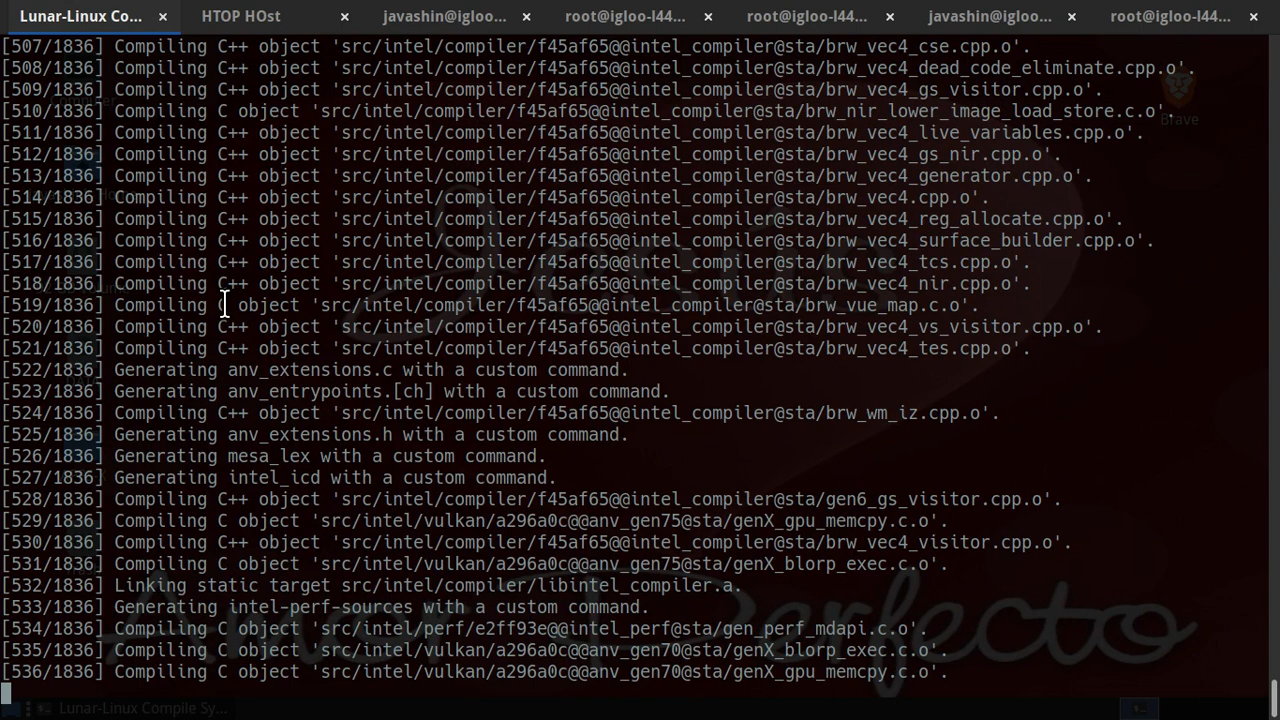 Lunar-Linux Co... ×
HTOP HOst ×
javashin@igloo... ×
root@igloo-l44... ×
root@igloo-l44... ×
javashin@igloo... ×
root@igloo-l44... ×
[507/1836] Compiling C++ object 'src/intel/compiler/f45af65@@intel_compiler@sta/brw_vec4_cse.cpp.o'.
[508/1836] Compiling C++ object 'src/intel/compiler/f45af65@@intel_compiler@sta/brw_vec4_dead_code_eliminate.cpp.o'.
[509/1836] Compiling C++ object 'src/intel/compiler/f45af65@@intel_compiler@sta/brw_vec4_gs_visitor.cpp.o'.
[510/1836] Compiling C object 'src/intel/compiler/f45af65@@intel_compiler@sta/brw_nir_lower_image_load_store.c.o'.
[511/1836] Compiling C++ object 'src/intel/compiler/f45af65@@intel_compiler@sta/brw_vec4_live_variables.cpp.o'.
[512/1836] Compiling C++ object 'src/intel/compiler/f45af65@@intel_compiler@sta/brw_vec4_gs_nir.cpp.o'.
[513/1836] Compiling C++ object 'src/intel/compiler/f45af65@@intel_compiler@sta/brw_vec4_generator.cpp.o'.
[514/1836] Compiling C++ object 'src/intel/compiler/f45af65@@intel_compiler@sta/brw_vec4.cpp.o'.
[515/1836] Compiling C++ object 'src/intel/compiler/f45af65@@intel_compiler@sta/brw_vec4_reg_allocate.cpp.o'.
[516/1836] Compiling C++ object 'src/intel/compiler/f45af65@@intel_compiler@sta/brw_vec4_surface_builder.cpp.o'.
[517/1836] Compiling C++ object 'src/intel/compiler/f45af65@@intel_compiler@sta/brw_vec4_tcs.cpp.o'.
[518/1836] Compiling C++ object 'src/intel/compiler/f45af65@@intel_compiler@sta/brw_vec4_nir.cpp.o'.
[519/1836] Compiling C object 'src/intel/compiler/f45af65@@intel_compiler@sta/brw_vue_map.c.o'.
[520/1836] Compiling C++ object 'src/intel/compiler/f45af65@@intel_compiler@sta/brw_vec4_vs_visitor.cpp.o'.
[521/1836] Compiling C++ object 'src/intel/compiler/f45af65@@intel_compiler@sta/brw_vec4_tes.cpp.o'.
[522/1836] Generating anv_extensions.c with a custom command.
[523/1836] Generating anv_entrypoints.[ch] with a custom command.
[524/1836] Compiling C++ object 'src/intel/compiler/f45af65@@intel_compiler@sta/brw_wm_iz.cpp.o'.
[525/1836] Generating anv_extensions.h with a custom command.
[526/1836] Generating mesa_lex with a custom command.
[527/1836] Generating intel_icd with a custom command.
[528/1836] Compiling C++ object 'src/intel/compiler/f45af65@@intel_compiler@sta/gen6_gs_visitor.cpp.o'.
[529/1836] Compiling C object 'src/intel/vulkan/a296a0c@@anv_gen75@sta/genX_gpu_memcpy.c.o'.
[530/1836] Compiling C++ object 'src/intel/compiler/f45af65@@intel_compiler@sta/brw_vec4_visitor.cpp.o'.
[531/1836] Compiling C object 'src/intel/vulkan/a296a0c@@anv_gen75@sta/genX_blorp_exec.c.o'.
[532/1836] Linking static target src/intel/compiler/libintel_compiler.a.
[533/1836] Generating intel-perf-sources with a custom command.
[534/1836] Compiling C object 'src/intel/perf/e2ff93e@@intel_perf@sta/gen_perf_mdapi.c.o'.
[535/1836] Compiling C object 'src/intel/vulkan/a296a0c@@anv_gen70@sta/genX_blorp_exec.c.o'.
[536/1836] Compiling C object 'src/intel/vulkan/a296a0c@@anv_gen70@sta/genX_gpu_memcpy.c.o'.
Brave
Amor Perfecto
Lunar-Linux Compile Sy...